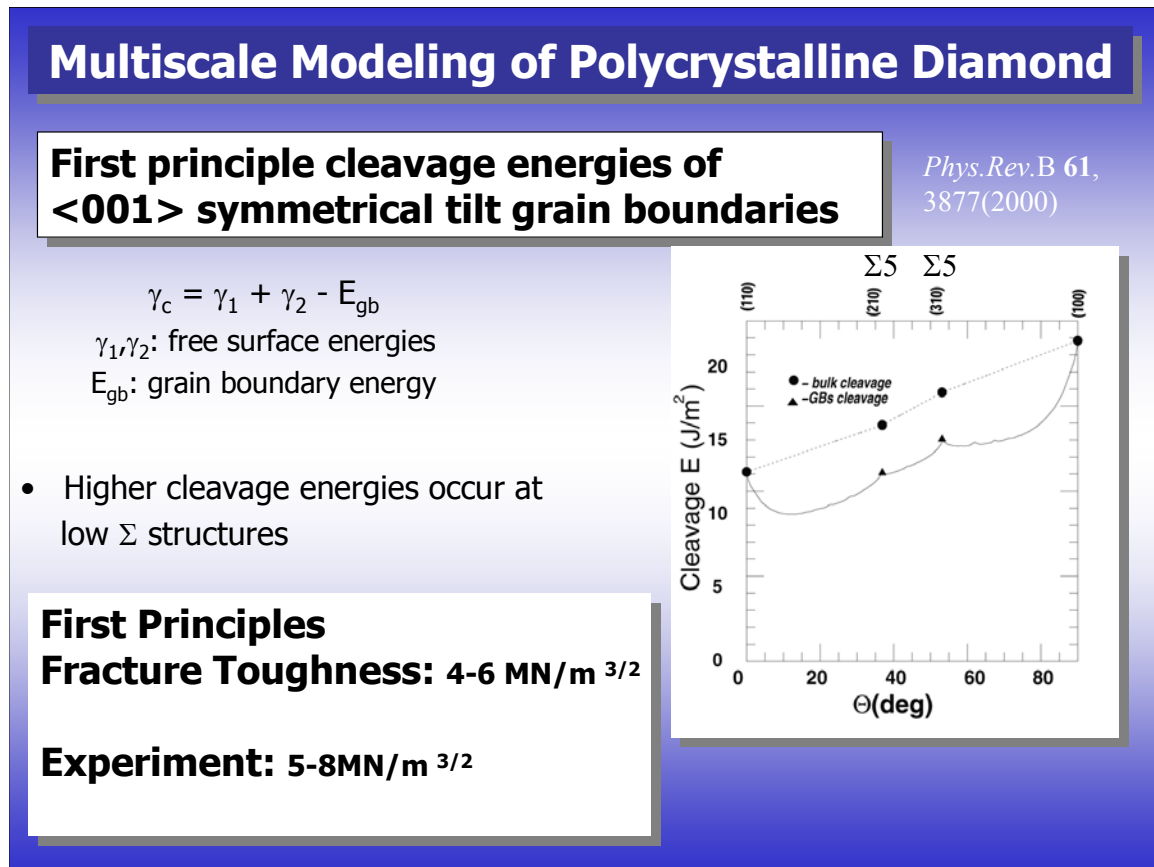 Multiscale Modeling of Polycrystalline Diamond
First principle cleavage energies of
<001> symmetrical tilt grain boundaries
Phys.Rev.B 61,
3877(2000)
γc = γ1 + γ2 - Egb
γ1,γ2: free surface energies
Egb: grain boundary energy
• Higher cleavage energies occur at
low Σ structures
First Principles
Fracture Toughness: 4-6 MN/m 3/2
Experiment: 5-8MN/m 3/2
Σ5 Σ5
(110) (210) (310) (100)
● – bulk cleavage
▲ –GBs cleavage
Cleavage E (J/m2)
20
15
10
5
0
0 20 40 60 80
Θ(deg)